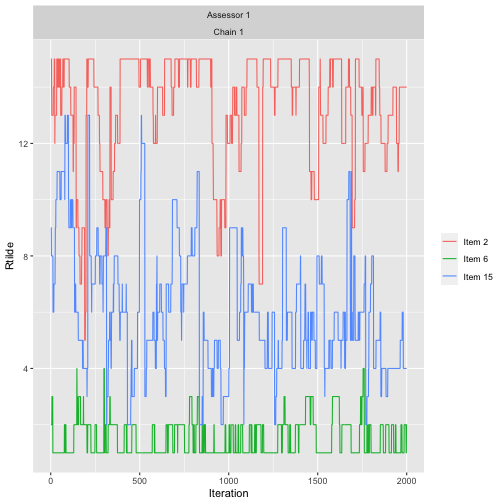 Assessor 1
Chain 1
Rtilde
12
8
4
0
500
1000
1500
2000
Iteration
Item 2
Item 6
Item 15